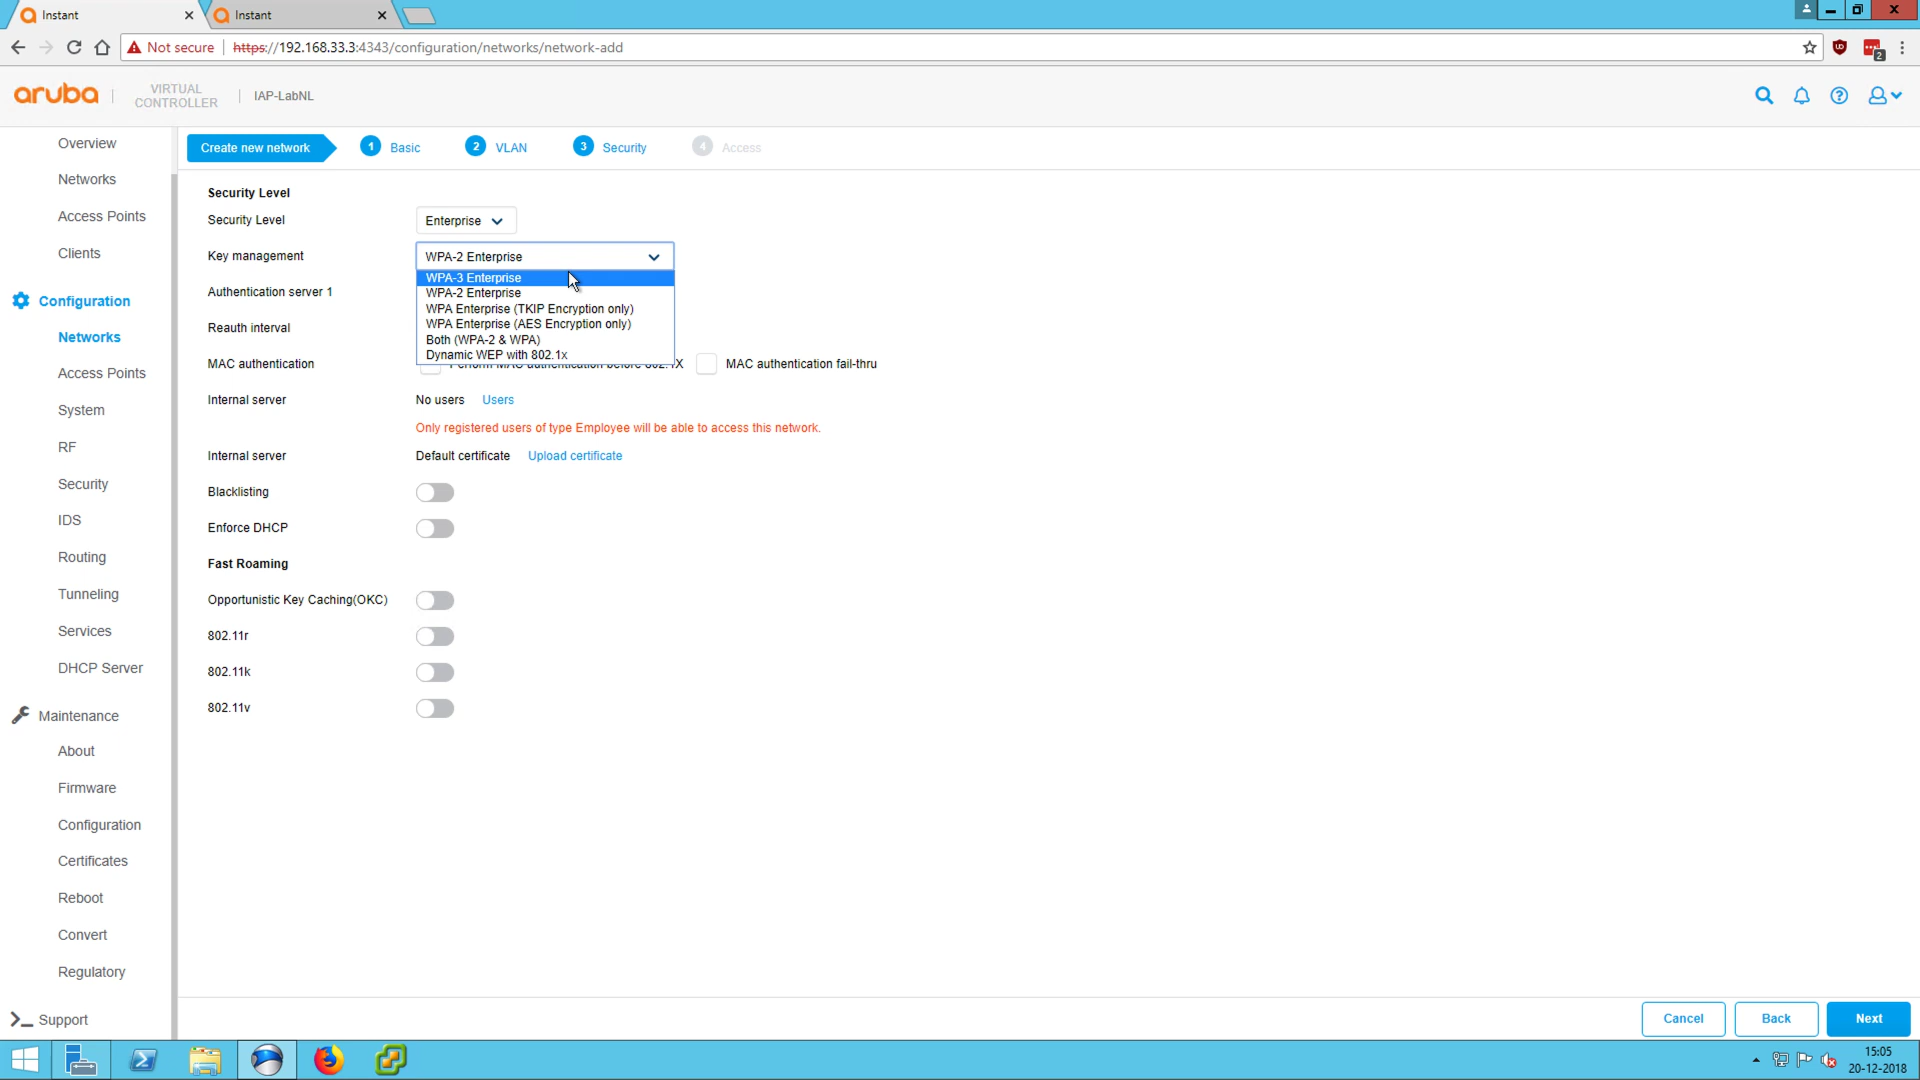 Instant
Instant
Not secure
https://192.168.33.3:4343/configuration/networks/network-add
2
aruba
VIRTUAL
CONTROLLER
IAP-LabNL
Overview
Networks
Access Points
Clients
Configuration
Networks
Access Points
System
RF
Security
IDS
Routing
Tunneling
Services
DHCP Server
Maintenance
About
Firmware
Configuration
Certificates
Reboot
Convert
Regulatory
Support
Create new network
1 Basic
2 VLAN
3 Security
4 Access
Security Level
Security Level
Enterprise
Key management
WPA-2 Enterprise
WPA-3 Enterprise
WPA-2 Enterprise
WPA Enterprise (TKIP Encryption only)
WPA Enterprise (AES Encryption only)
Both (WPA-2 & WPA)
Dynamic WEP with 802.1x
Authentication server 1
Reauth interval
MAC authentication
Perform MAC authentication before 802.1X
MAC authentication fail-thru
Internal server
No users Users
Only registered users of type Employee will be able to access this network.
Internal server
Default certificate Upload certificate
Blacklisting
Enforce DHCP
Fast Roaming
Opportunistic Key Caching(OKC)
802.11r
802.11k
802.11v
Cancel
Back
Next
15:05
20-12-2018